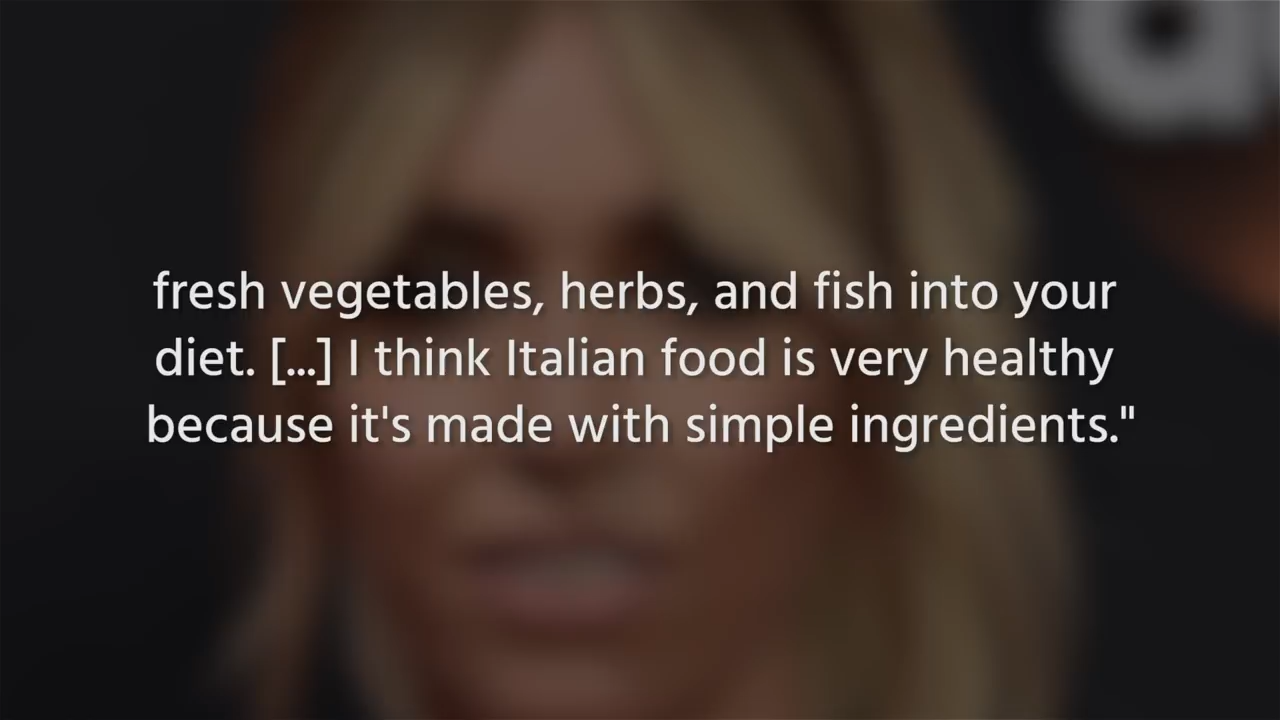 fresh vegetables, herbs, and fish into your
diet. [...] I think Italian food is very healthy
because it's made with simple ingredients."